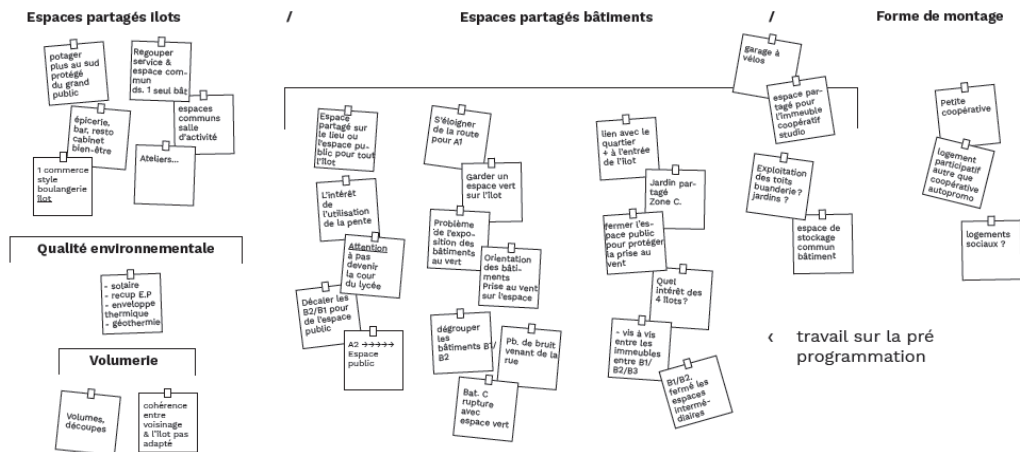 Espaces partagés ilots
/
Espaces partagés bâtiments
/
Forme de montage
potager
plus au sud
protégé
du grand
public
Regouper
service &
espace com-
mun
ds. 1 seul bât
épicerie,
bar, resto
cabinet
bien-être
espaces
communs
salle
d'activité
1 commerce
style
boulangerie
îlot
Ateliers...
Qualité environnementale
- solaire
- recup E.P
- enveloppe
thermique
- géothermie
Volumerie
Volumes,
découpes
cohérence
entre
voisinage
& l'îlot pas
adapté
Espace
partagé sur
le lieu ou
l'espace pu-
blic pour tout
l'îlot
L'intérêt
de
l'utilisation
de la pente
Attention
à pas
devenir
la cour
du lycée
Décaler les
B2/B1 pour
de l'espace
public
A2 →→→→→
Espace
public
S'éloigner
de la route
pour A1
Garder un
espace vert
sur l'îlot
Problème
de l'expo-
sition des
bâtiments
au vert
Orientation
des bâti-
ments
Prise au vent
sur l'espace
dégrouper
les
bâtiments B1/
B2
Pb. de bruit
venant de la
rue
Bat. C
rupture
avec
espace vert
lien avec le
quartier
+ à l'entrée
de l'îlot
Jardin par-
tagé
Zone C.
fermer l'es-
pace public
pour protéger
la prise au
vent
Quel
intérêt des
4 îlots?
- vis à vis
entre les
immeubles
entre B1/
B2/B3
B1/B2,
fermé les
espaces
intermé-
diaires
garage à
vélos
espace par-
tagé pour
l'immeuble
coopératif
studio
Exploitation
des toits
buanderie?
jardins ?
espace de
stockage
commun
bâtiment
‹ travail sur la pré
programmation
Petite
coopérative
logement
participatif
autre que
coopérative
autopromo
logements
sociaux ?